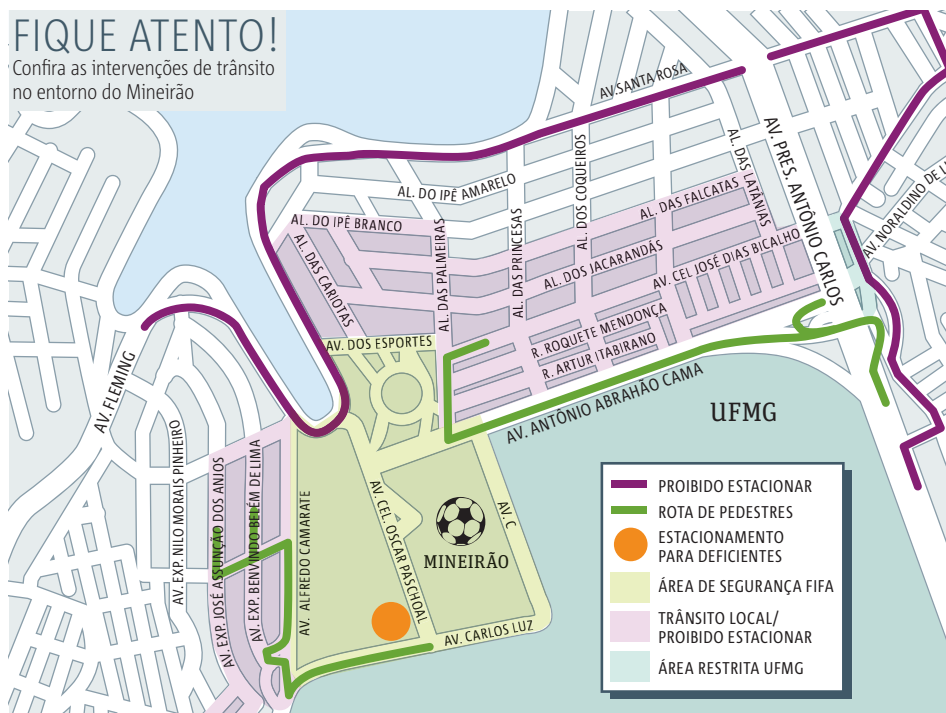 FIQUE ATENTO!
Confira as intervenções de trânsito
no entorno do Mineirão
AV.SANTA ROSA
AV. PRES. ANTÔNIO CARLOS
AV. NORALDINO DE LI
AL. DO IPÊ AMARELO
AL. DOS COQUEIROS
AL. DAS LATÂNIAS
AL. DAS FALCATAS
AL. DO IPÊ BRANCO
AL. DAS PALMEIRAS
AL. DAS PRINCESAS
AL. DAS CARIOTAS
AL. DOS JACARANDÁS
AV. CEL JOSÉ DIAS BICALHO
AV. DOS ESPORTES
R. ROQUETE MENDONÇA
R. ARTUR ITABIRANO
AV. ANTÔNIO ABRAHÃO CAMA
UFMG
AV. FLEMING
AV. EXP. NILO MORAIS PINHEIRO
AV. EXP. JOSÉ ASSUNÇÃO DOS ANJOS
AV. EXP. BENVINDO BELÉM DE LIMA
AV. ALFREDO CAMARATE
AV. CEL. OSCAR PASCHOAL
AV. C
MINEIRÃO
AV. CARLOS LUZ
PROIBIDO ESTACIONAR
ROTA DE PEDESTRES
ESTACIONAMENTO
PARA DEFICIENTES
ÁREA DE SEGURANÇA FIFA
TRÂNSITO LOCAL/
PROIBIDO ESTACIONAR
ÁREA RESTRITA UFMG